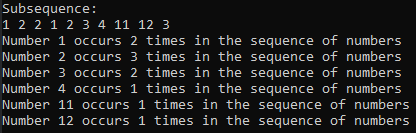 Subsequence:
1 2 2 1 2 3 4 11 12 3
Number 1 occurs 2 times in the sequence of numbers
Number 2 occurs 3 times in the sequence of numbers
Number 3 occurs 2 times in the sequence of numbers
Number 4 occurs 1 times in the sequence of numbers
Number 11 occurs 1 times in the sequence of numbers
Number 12 occurs 1 times in the sequence of numbers